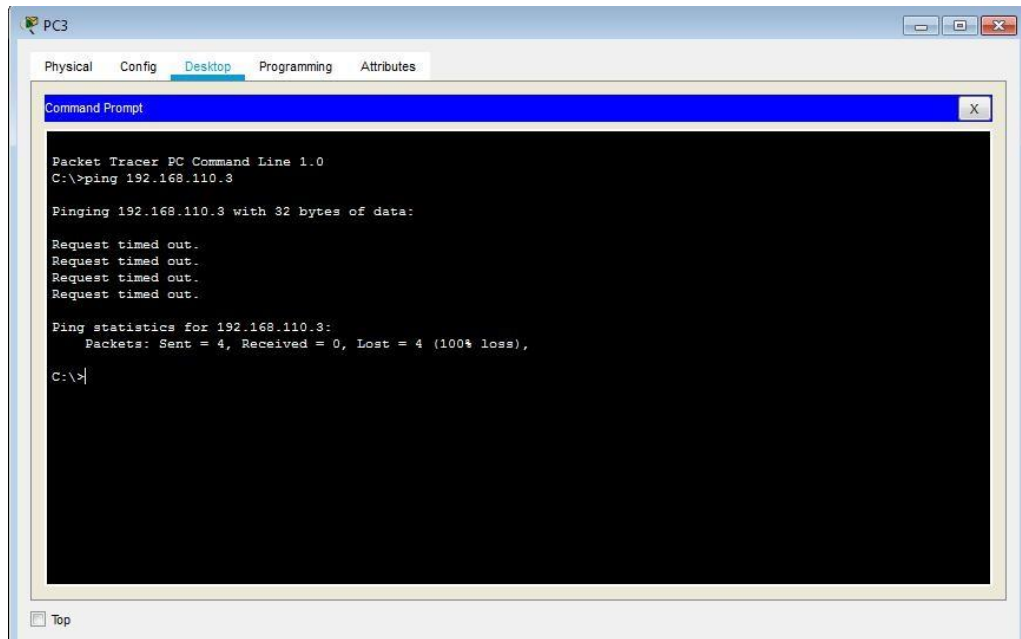 PC3
Physical Config Desktop Programming Attributes
Command Prompt
X
Packet Tracer PC Command Line 1.0
C:\>ping 192.168.110.3
Pinging 192.168.110.3 with 32 bytes of data:
Request timed out.
Request timed out.
Request timed out.
Request timed out.
Ping statistics for 192.168.110.3:
Packets: Sent = 4, Received = 0, Lost = 4 (100% loss),
C:\>
Top